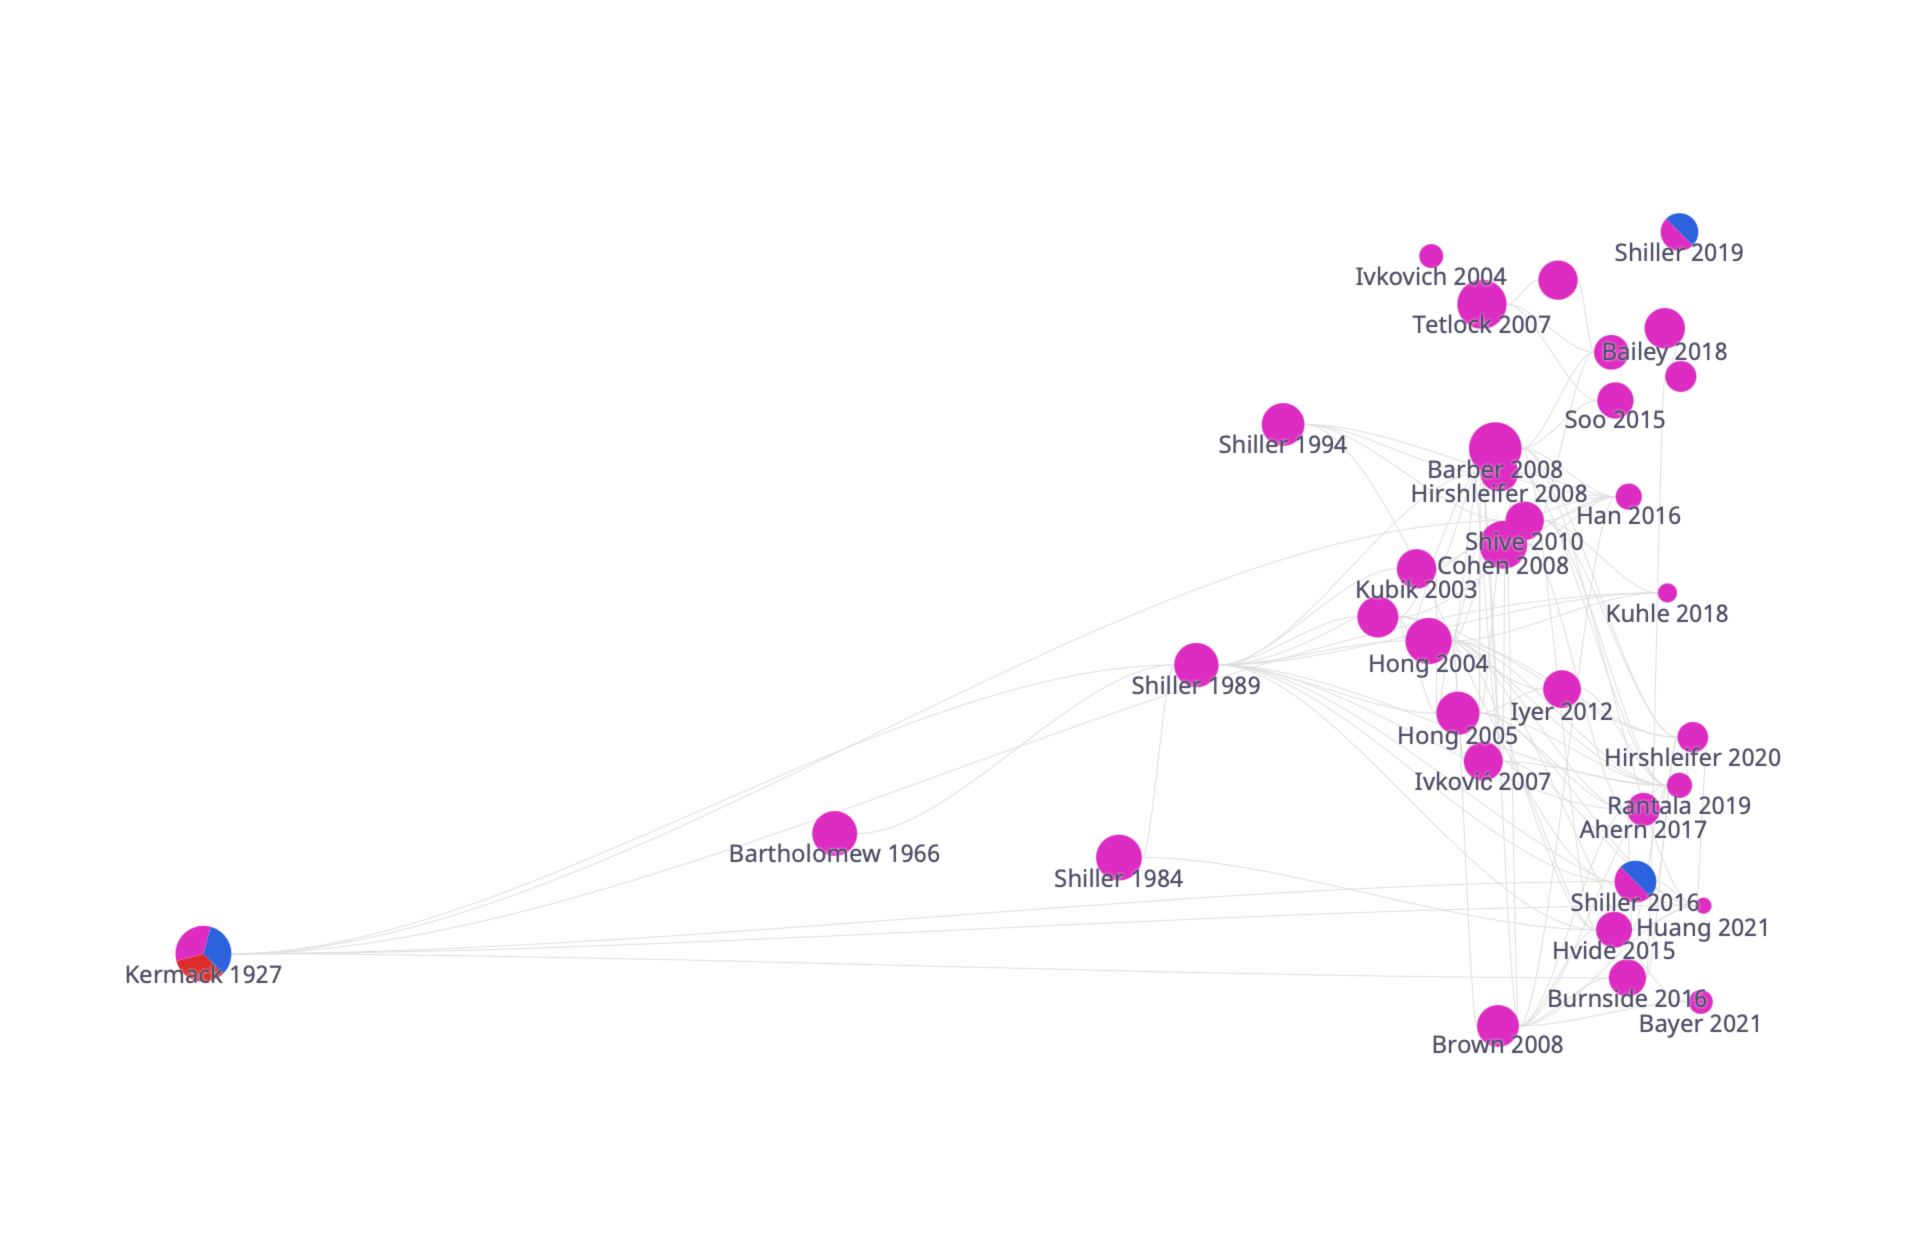 Shiller 2019
Ivkovich 2004
Tetlock 2007
Bailey 2018
Soo 2015
Shiller 1994
Barber 2008
Hirshleifer 2008
Han 2016
Shive 2010
Cohen 2008
Kubik 2003
Kuhle 2018
Hong 2004
Shiller 1989
Iyer 2012
Hong 2005
Hirshleifer 2020
Ivković 2007
Rantala 2019
Ahern 2017
Bartholomew 1966
Shiller 1984
Shiller 2016
Huang 2021
Hvide 2015
Kermack 1927
Burnside 2016
Bayer 2021
Brown 2008